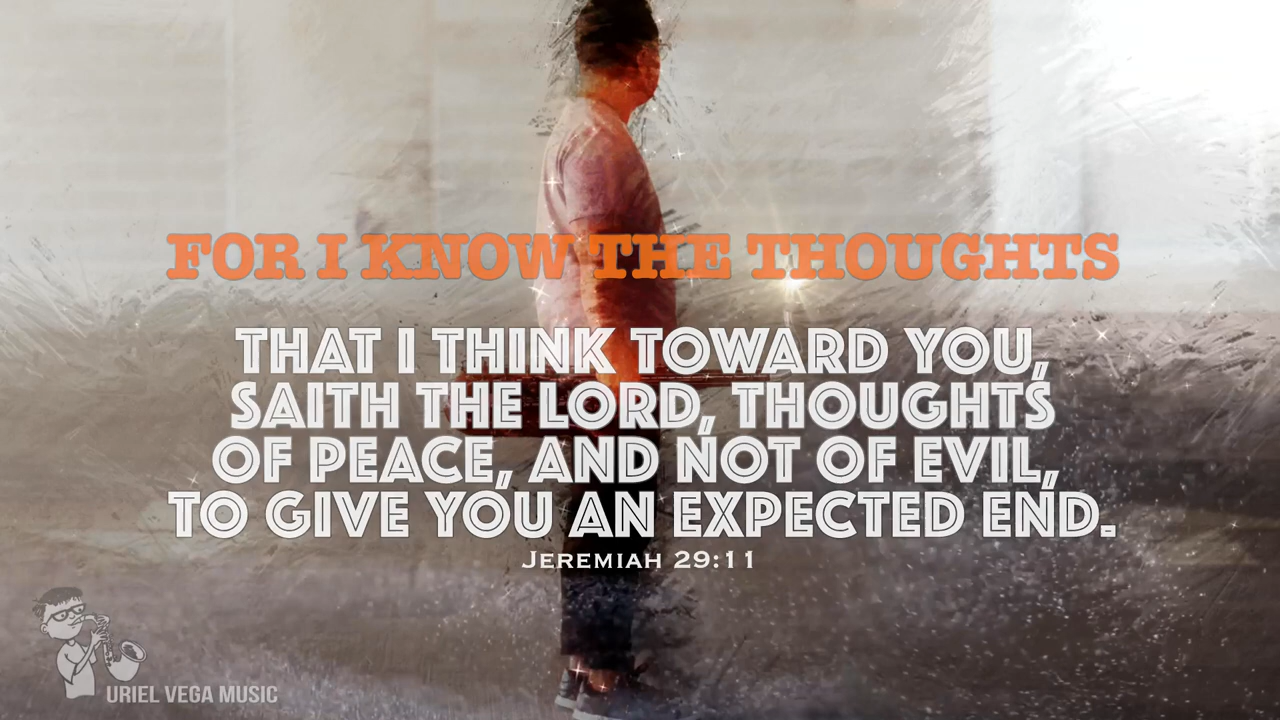 FOR I KNOW THE THOUGHTS
THAT I THINK TOWARD YOU,
SAITH THE LORD, THOUGHTS
OF PEACE, AND NOT OF EVIL,
TO GIVE YOU AN EXPECTED END.
JEREMIAH 29:11
URIEL VEGA MUSIC